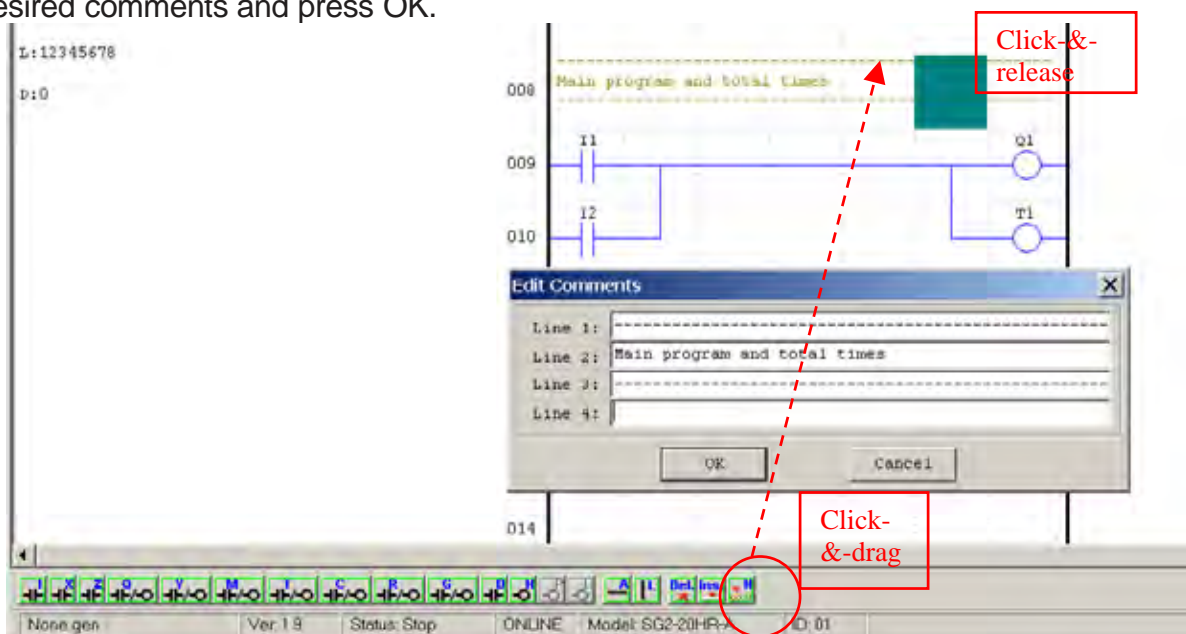 esired comments and press OK.
L:12345678
D:0
Click-&-
release
008 Main program and total times
I1 Q1
009
I2 T1
010
Edit Comments
Line 1: ------------------------------------------------------------
Line 2: Main program and total times
Line 3: ------------------------------------------------------------
Line 4:
OK Cancel
014
Click-
&-drag
I X Z Q Y M T C R G P H P L A L Del Ins N
None.gen Ver: 1.9 Status: Stop ONLINE Model: SG2-20HR-A ID: 01